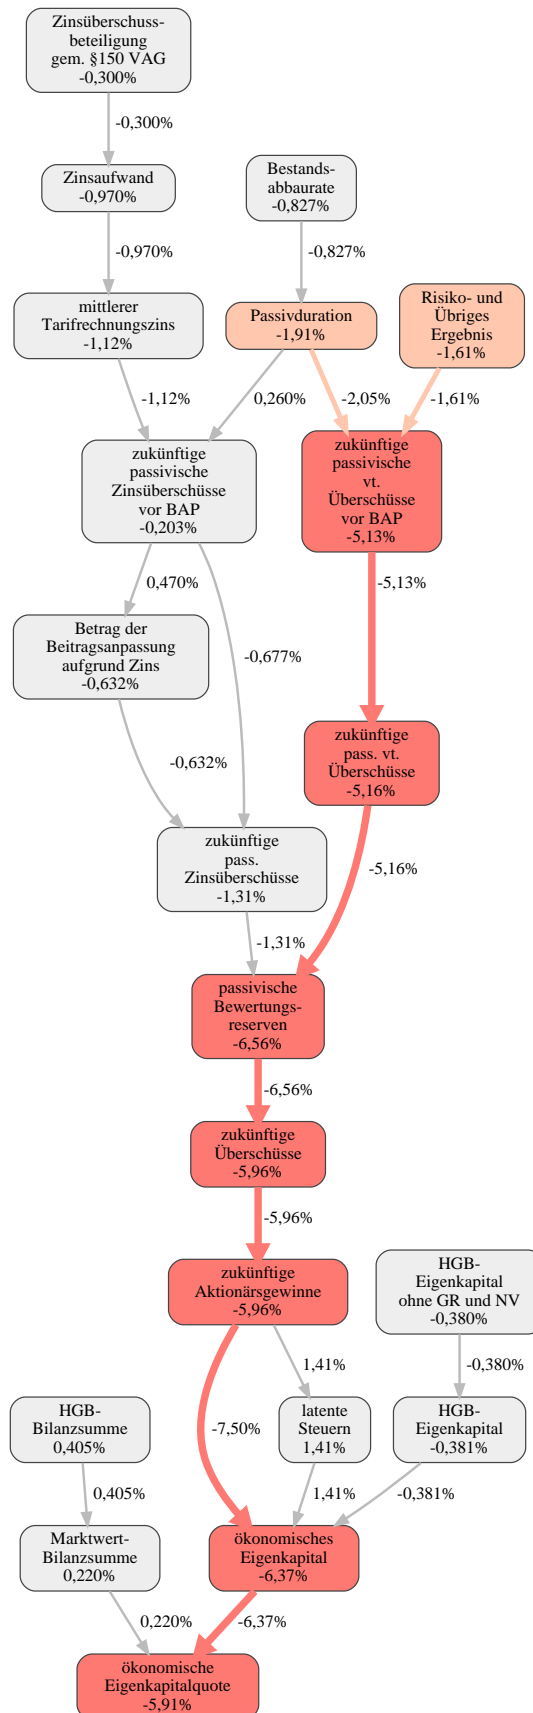 Zinsüberschuss-
beteiligung
gem. §150 VAG
-0,300%
-0,300%
Zinsaufwand
-0,970%
Bestands-
abbaurate
-0,827%
-0,970%
-0,827%
mittlerer
Tarifrechnungszins
-1,12%
Passivduration
-1,91%
Risiko- und
Übriges
Ergebnis
-1,61%
-1,12%
0,260%
-2,05%
-1,61%
zukünftige
passivische
Zinsüberschüsse
vor BAP
-0,203%
zukünftige
passivische
vt.
Überschüsse
vor BAP
-5,13%
0,470%
-5,13%
Betrag der
Beitragsanpassung
aufgrund Zins
-0,632%
-0,677%
-0,632%
zukünftige
pass. vt.
Überschüsse
-5,16%
zukünftige
pass.
Zinsüberschüsse
-1,31%
-5,16%
-1,31%
passivische
Bewertungs-
reserven
-6,56%
-6,56%
zukünftige
Überschüsse
-5,96%
-5,96%
zukünftige
Aktionärsgewinne
-5,96%
HGB-
Eigenkapital
ohne GR und NV
-0,380%
1,41%
-0,380%
HGB-
Bilanzsumme
0,405%
-7,50%
latente
Steuern
1,41%
HGB-
Eigenkapital
-0,381%
0,405%
1,41%
-0,381%
Marktwert-
Bilanzsumme
0,220%
ökonomisches
Eigenkapital
-6,37%
0,220%
-6,37%
ökonomische
Eigenkapitalquote
-5,91%